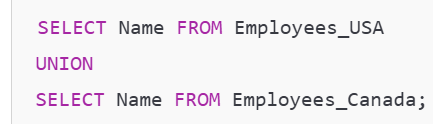 SELECT Name FROM Employees_USA
UNION
SELECT Name FROM Employees_Canada;